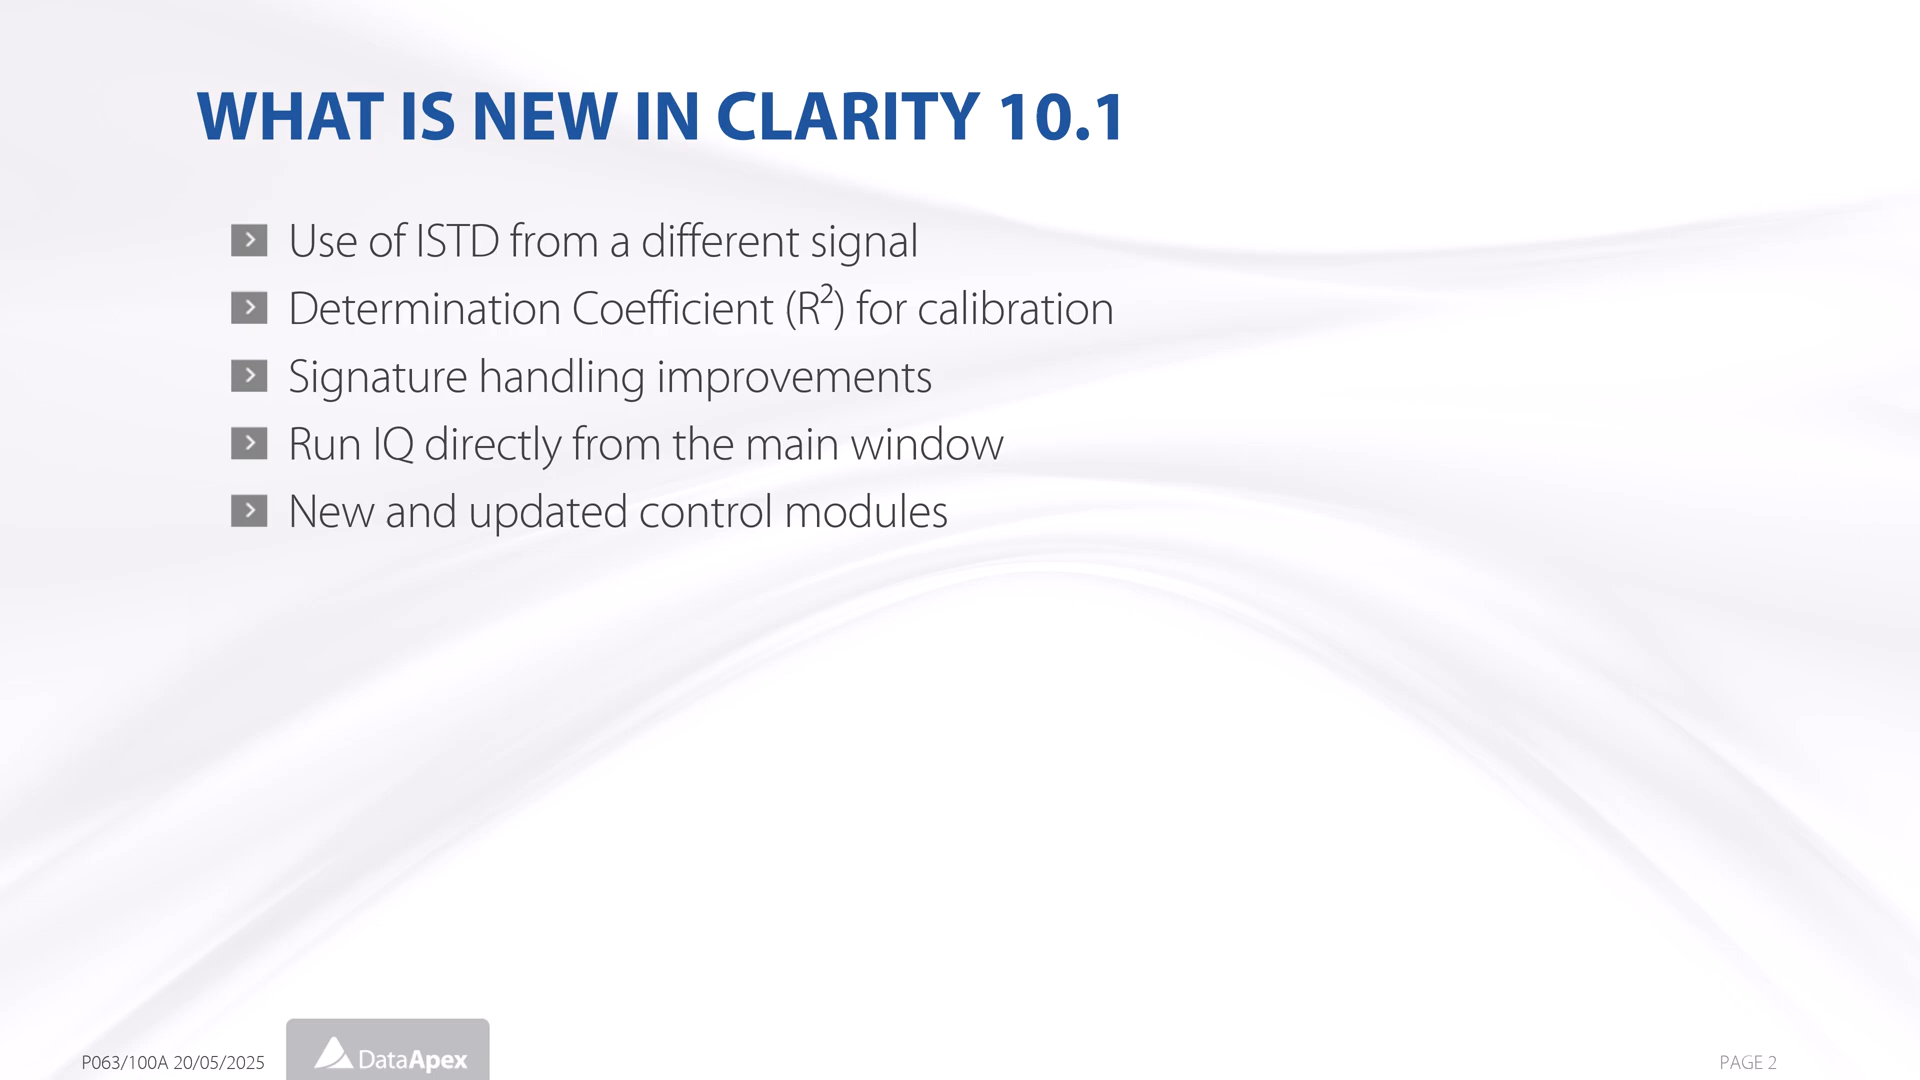 WHAT IS NEW IN CLARITY 10.1
Use of ISTD from a different signal
Determination Coefficient (R²) for calibration
Signature handling improvements
Run IQ directly from the main window
New and updated control modules
P063/100A 20/05/2025
DataApex
PAGE 2